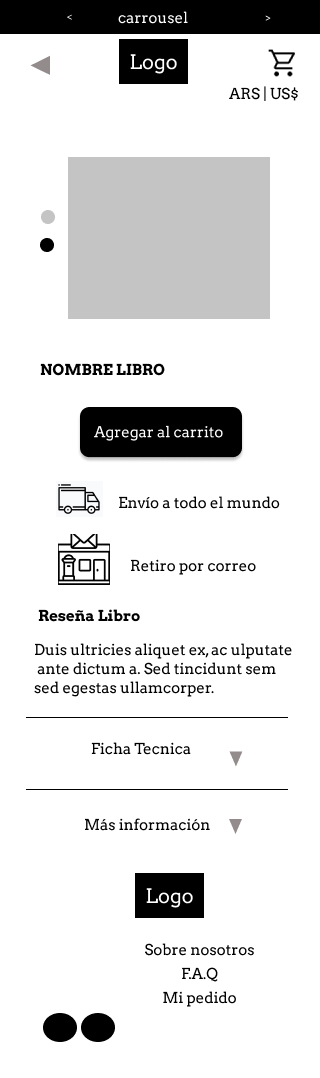 < carrousel >
Logo
ARS | US$
NOMBRE LIBRO
Agregar al carrito
Envío a todo el mundo
Retiro por correo
Reseña Libro
Duis ultricies aliquet ex, ac ulputate
ante dictum a. Sed tincidunt sem
sed egestas ullamcorper.
Ficha Tecnica
Más información
Logo
Sobre nosotros
F.A.Q
Mi pedido